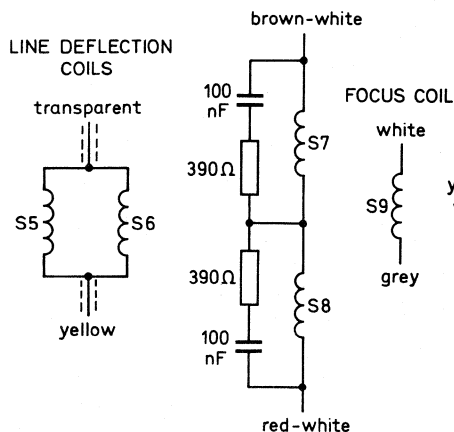 LINE DEFLECTION
COILS
transparent
S5
S6
yellow
brown-white
100
nF
390Ω
S7
390Ω
S8
100
nF
red-white
FOCUS COIL
white
S9
grey
y